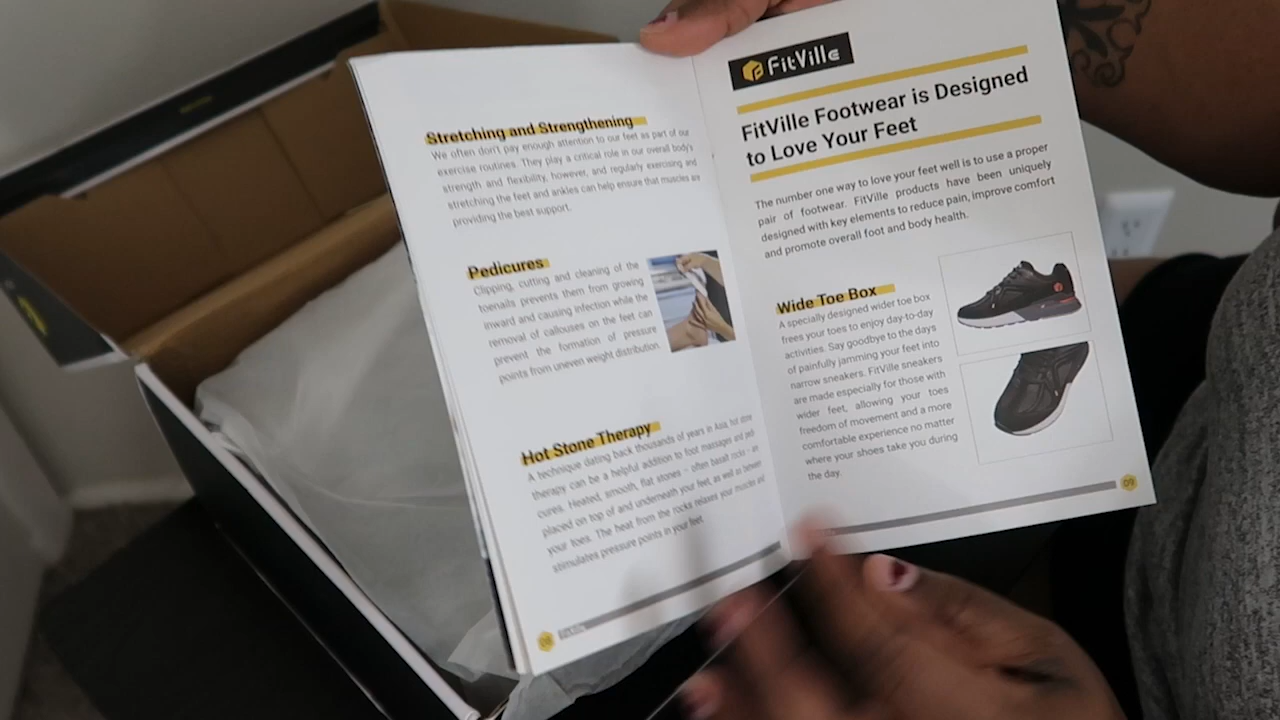 Stretching and Strengthening
We often don't pay enough attention to our feet as part of our
exercise routines. They play a critical role in our overall body's
strength and flexibility, however, and regularly exercising and
stretching the feet and ankles can help ensure that muscles are
providing the best support.
Pedicures
Clipping, cutting and cleaning of the
toenails prevents them from growing
inward and causing infection while the
removal of callouses on the feet can
prevent the formation of pressure
points from uneven weight distribution.
Hot Stone Therapy
A technique dating back thousands of years in Asia, hot stone
therapy can be a helpful addition to foot massages and pedi-
cures. Heated, smooth, flat stones - often basalt rocks - are
placed on top of and underneath your feet, as well as between
your toes. The heat from the rocks relaxes your muscles and
stimulates pressure points in your feet.
08
FitVille
FitVille
FitVille Footwear is Designed
to Love Your Feet
The number one way to love your feet well is to use a proper
pair of footwear. FitVille products have been uniquely
designed with key elements to reduce pain, improve comfort
and promote overall foot and body health.
Wide Toe Box
A specially designed wider toe box
frees your toes to enjoy day-to-day
activities. Say goodbye to the days
of painfully jamming your feet into
narrow sneakers. FitVille sneakers
are made especially for those with
wider feet, allowing your toes
freedom of movement and a more
comfortable experience no matter
where your shoes take you during
the day.
09